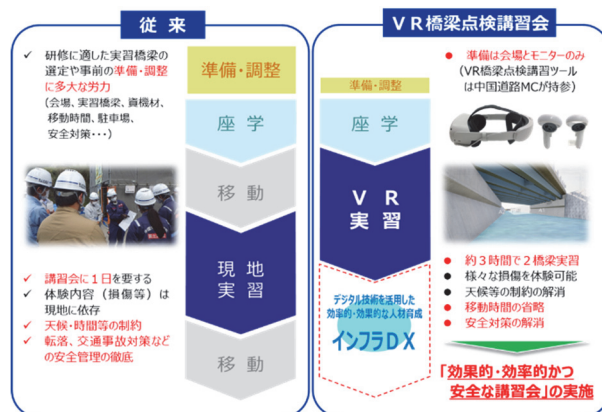 従来
✓ 研修に適した実習橋梁の
選定や事前の準備・調整
に多大な労力
(会場、実習橋梁、資機材、
移動時間、駐車場、
安全対策・・・)
✓ 講習会に1日を要する
✓ 体験内容(損傷等)は
現地に依存
✓ 天候・時間等の制約
✓ 転落、交通事故対策などの
安全管理の徹底
準備・調整
座学
移動
現地
実習
移動
VR橋梁点検講習会
準備・調整
座学
VR
実習
デジタル技術を活用した
効率的・効果的な人材育成
インフラDX
● 準備は会場とモニターのみ
(VR橋梁点検講習ツール
は中国道路MCが持参)
● 約3時間で2橋梁実習
● 様々な損傷を体験可能
● 天候等の制約の解消
● 移動時間の省略
● 安全対策の解消
「効果的・効率的かつ
安全な講習会」の実施